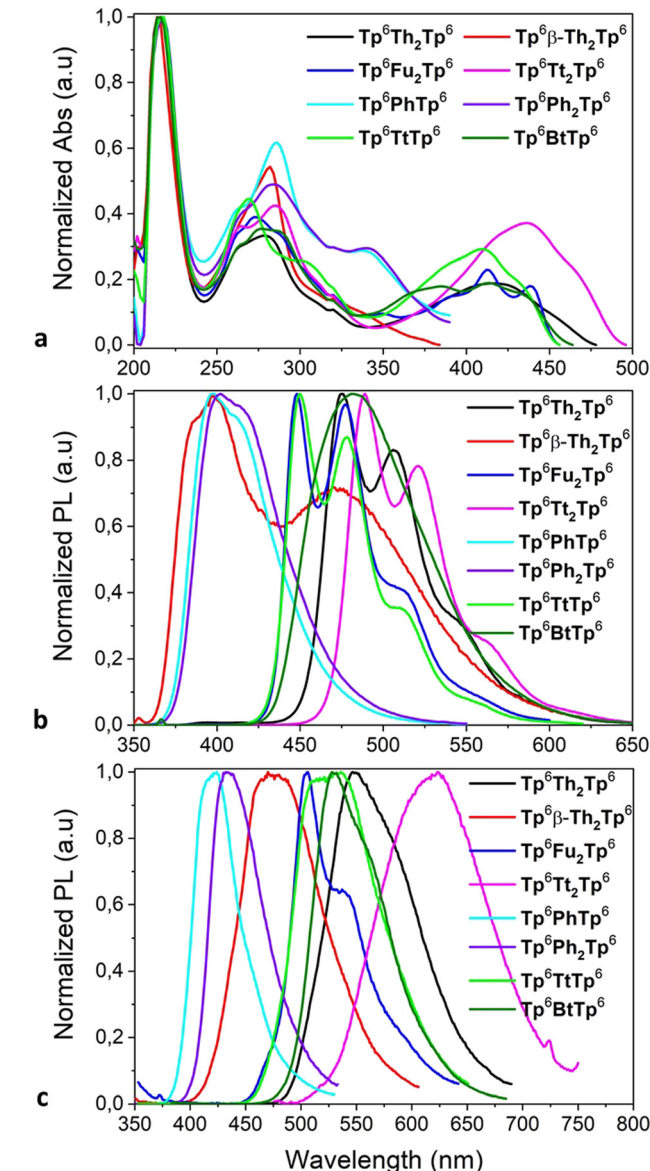 Normalized Abs (a.u)
1,0
0,8
0,6
0,4
0,2
0,0
200 250 300 350 400 450 500
Tp⁶Th₂Tp⁶ Tp⁶β-Th₂Tp⁶
Tp⁶Fu₂Tp⁶ Tp⁶Tt₂Tp⁶
Tp⁶PhTp⁶ Tp⁶Ph₂Tp⁶
Tp⁶TtTp⁶ Tp⁶BtTp⁶
a
Normalized PL (a.u)
1,0
0,8
0,6
0,4
0,2
0,0
350 400 450 500 550 600 650
Tp⁶Th₂Tp⁶
Tp⁶β-Th₂Tp⁶
Tp⁶Fu₂Tp⁶
Tp⁶Tt₂Tp⁶
Tp⁶PhTp⁶
Tp⁶Ph₂Tp⁶
Tp⁶TtTp⁶
Tp⁶BtTp⁶
b
Normalized PL (a.u)
1,0
0,8
0,6
0,4
0,2
0,0
350 400 450 500 550 600 650 700 750 800
Tp⁶Th₂Tp⁶
Tp⁶β-Th₂Tp⁶
Tp⁶Fu₂Tp⁶
Tp⁶Tt₂Tp⁶
Tp⁶PhTp⁶
Tp⁶Ph₂Tp⁶
Tp⁶TtTp⁶
Tp⁶BtTp⁶
c
Wavelength (nm)